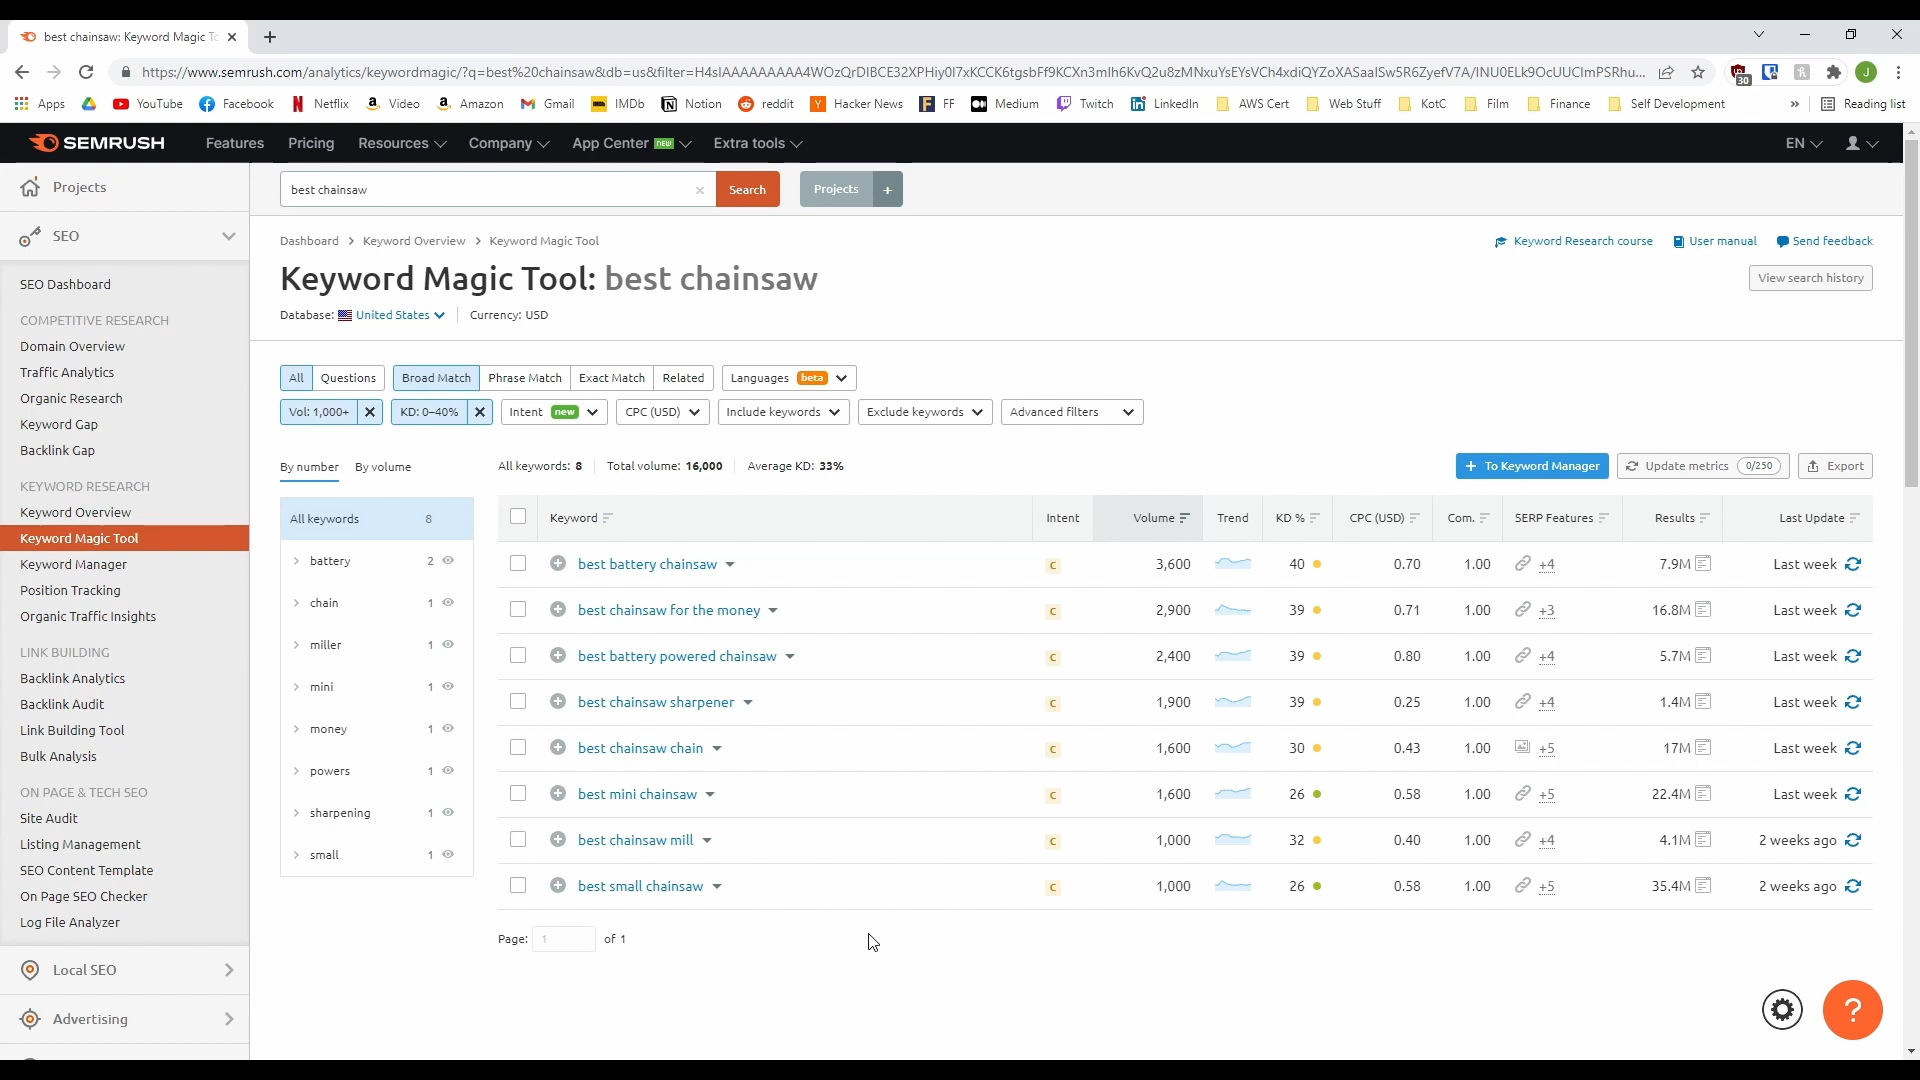 best chainsaw: Keyword Magic To
https://www.semrush.com/analytics/keywordmagic/?q=best%20chainsaw&db=us&filter=
30
J
Apps YouTube Facebook Netflix Video Amazon Gmail IMDb Notion reddit Hacker News FF Medium Twitch LinkedIn AWS Cert Web Stuff KotC Film Finance Self Development » Reading list
SEMRUSH Features Pricing Resources Company App Center NEW Extra tools EN
Projects
best chainsaw
Search
Projects +
SEO
Dashboard > Keyword Overview > Keyword Magic Tool
Keyword Research course User manual Send feedback
Keyword Magic Tool: best chainsaw
View search history
Database: United States Currency: USD
SEO Dashboard
COMPETITIVE RESEARCH
Domain Overview
Traffic Analytics
Organic Research
Keyword Gap
Backlink Gap
KEYWORD RESEARCH
Keyword Overview
Keyword Magic Tool
Keyword Manager
Position Tracking
Organic Traffic Insights
LINK BUILDING
Backlink Analytics
Backlink Audit
Link Building Tool
Bulk Analysis
ON PAGE & TECH SEO
Site Audit
Listing Management
SEO Content Template
On Page SEO Checker
Log File Analyzer
Local SEO
Advertising
All Questions Broad Match Phrase Match Exact Match Related Languages beta
Vol: 1,000+ KD: 0–40% Intent new CPC (USD) Include keywords Exclude keywords Advanced filters
By number By volume
All keywords: 8 Total volume: 16,000 Average KD: 33%
+ To Keyword Manager Update metrics 0/250 Export
All keywords 8
battery 2
chain 1
miller 1
mini 1
money 1
powers 1
sharpening 1
small 1
Keyword Intent Volume Trend KD % CPC (USD) Com. SERP Features Results Last Update
best battery chainsaw C 3,600 40 0.70 1.00 +4 7.9M Last week
best chainsaw for the money C 2,900 39 0.71 1.00 +3 16.8M Last week
best battery powered chainsaw C 2,400 39 0.80 1.00 +4 5.7M Last week
best chainsaw sharpener C 1,900 39 0.25 1.00 +4 1.4M Last week
best chainsaw chain C 1,600 30 0.43 1.00 +5 17M Last week
best mini chainsaw C 1,600 26 0.58 1.00 +5 22.4M Last week
best chainsaw mill C 1,000 32 0.40 1.00 +4 4.1M 2 weeks ago
best small chainsaw C 1,000 26 0.58 1.00 +5 35.4M 2 weeks ago
Page: 1 of 1
?